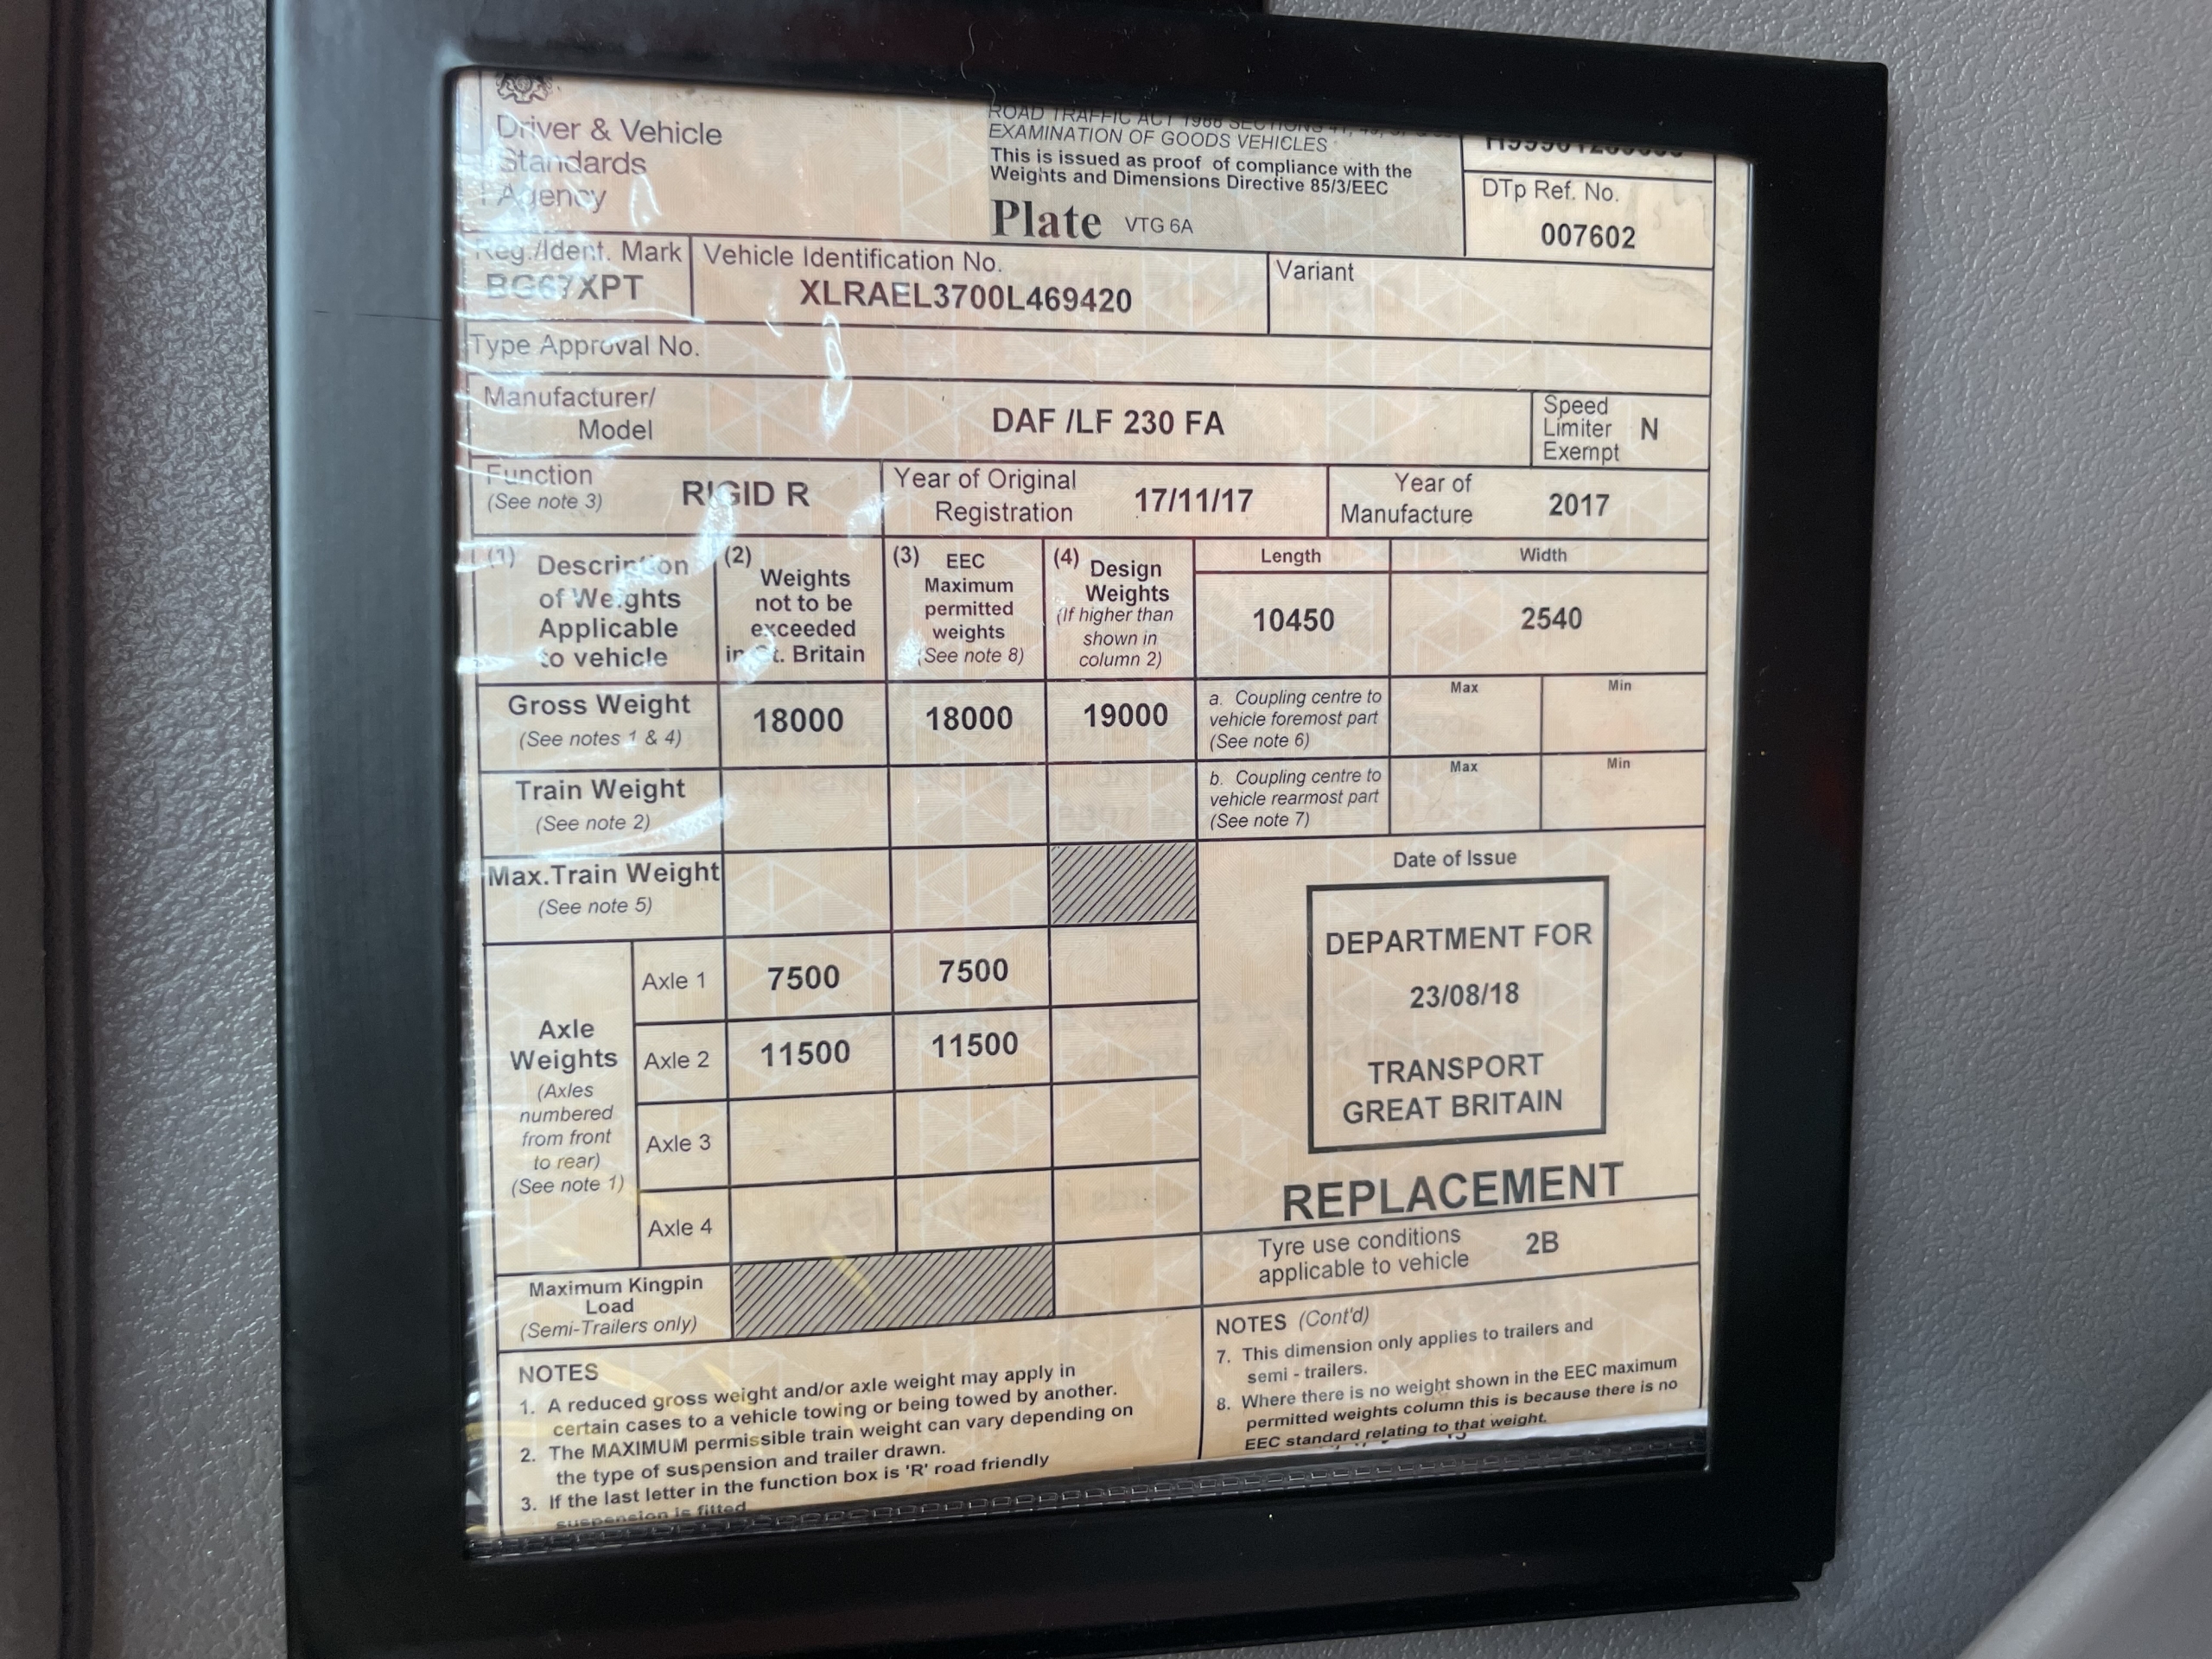 Driver & Vehicle
Standards
Agency
ROAD TRAFFIC ACT 1988 SECTIONS
EXAMINATION OF GOODS VEHICLES
This is issued as proof of compliance with the
Weights and Dimensions Directive 85/3/EEC
Plate VTG 6A
DTp Ref. No.
007602
Reg./Ident. Mark
BG67XPT
Vehicle Identification No.
XLRAEL3700L469420
Variant
Type Approval No.
Manufacturer/
Model
DAF /LF 230 FA
Speed
Limiter
Exempt
N
Function
(See note 3)
RIGID R
Year of Original
Registration
17/11/17
Year of
Manufacture
2017
(1) Description
of Weights
Applicable
to vehicle
(2)
Weights
not to be
exceeded
in Gt. Britain
(3) EEC
Maximum
permitted
weights
(See note 8)
(4) Design
Weights
(If higher than
shown in
column 2)
Length
10450
Width
2540
Gross Weight
(See notes 1 & 4)
18000
18000
19000
a. Coupling centre to
vehicle foremost part
(See note 6)
Max
Min
Train Weight
(See note 2)
b. Coupling centre to
vehicle rearmost part
(See note 7)
Max
Min
Max.Train Weight
(See note 5)
Date of Issue
DEPARTMENT FOR
23/08/18
TRANSPORT
GREAT BRITAIN
Axle
Weights
(Axles
numbered
from front
to rear)
(See note 1)
Axle 1
7500
7500
Axle 2
11500
11500
Axle 3
Axle 4
REPLACEMENT
Tyre use conditions
applicable to vehicle
2B
Maximum Kingpin
Load
(Semi-Trailers only)
NOTES
1. A reduced gross weight and/or axle weight may apply in
certain cases to a vehicle towing or being towed by another.
2. The MAXIMUM permissible train weight can vary depending on
the type of suspension and trailer drawn.
3. If the last letter in the function box is 'R' road friendly
suspension is fitted
NOTES (Cont'd)
7. This dimension only applies to trailers and
semi - trailers.
8. Where there is no weight shown in the EEC maximum
permitted weights column this is because there is no
EEC standard relating to that weight.